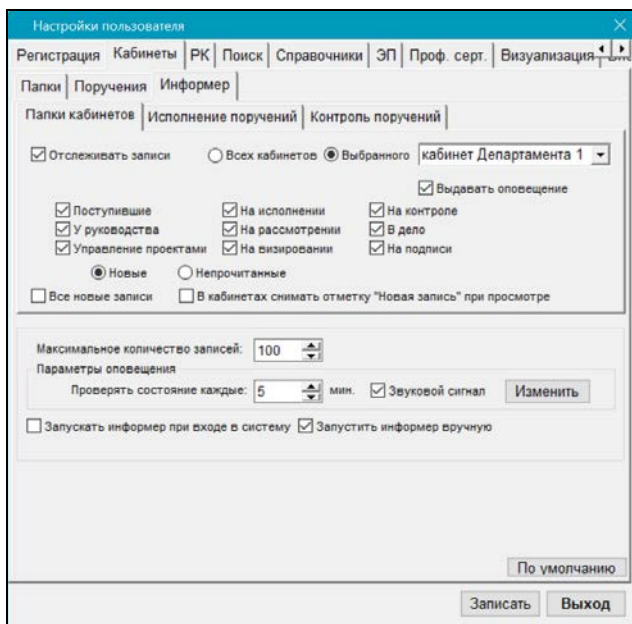 Настройки пользователя
Регистрация Кабинеты РК Поиск Справочники ЭП Проф. серт. Визуализация
Папки Поручения Информер
Папки кабинетов Исполнение поручений Контроль поручений
Отслеживать записи Всех кабинетов Выбранного кабинет Департамента 1
Выдавать оповещение
Поступившие На исполнении На контроле
У руководства На рассмотрении В дело
Управление проектами На визировании На подписи
Новые Непрочитанные
Все новые записи В кабинетах снимать отметку "Новая запись" при просмотре
Максимальное количество записей: 100
Параметры оповещения
Проверять состояние каждые: 5 мин. Звуковой сигнал Изменить
Запускать информер при входе в систему Запустить информер вручную
По умолчанию
Записать Выход